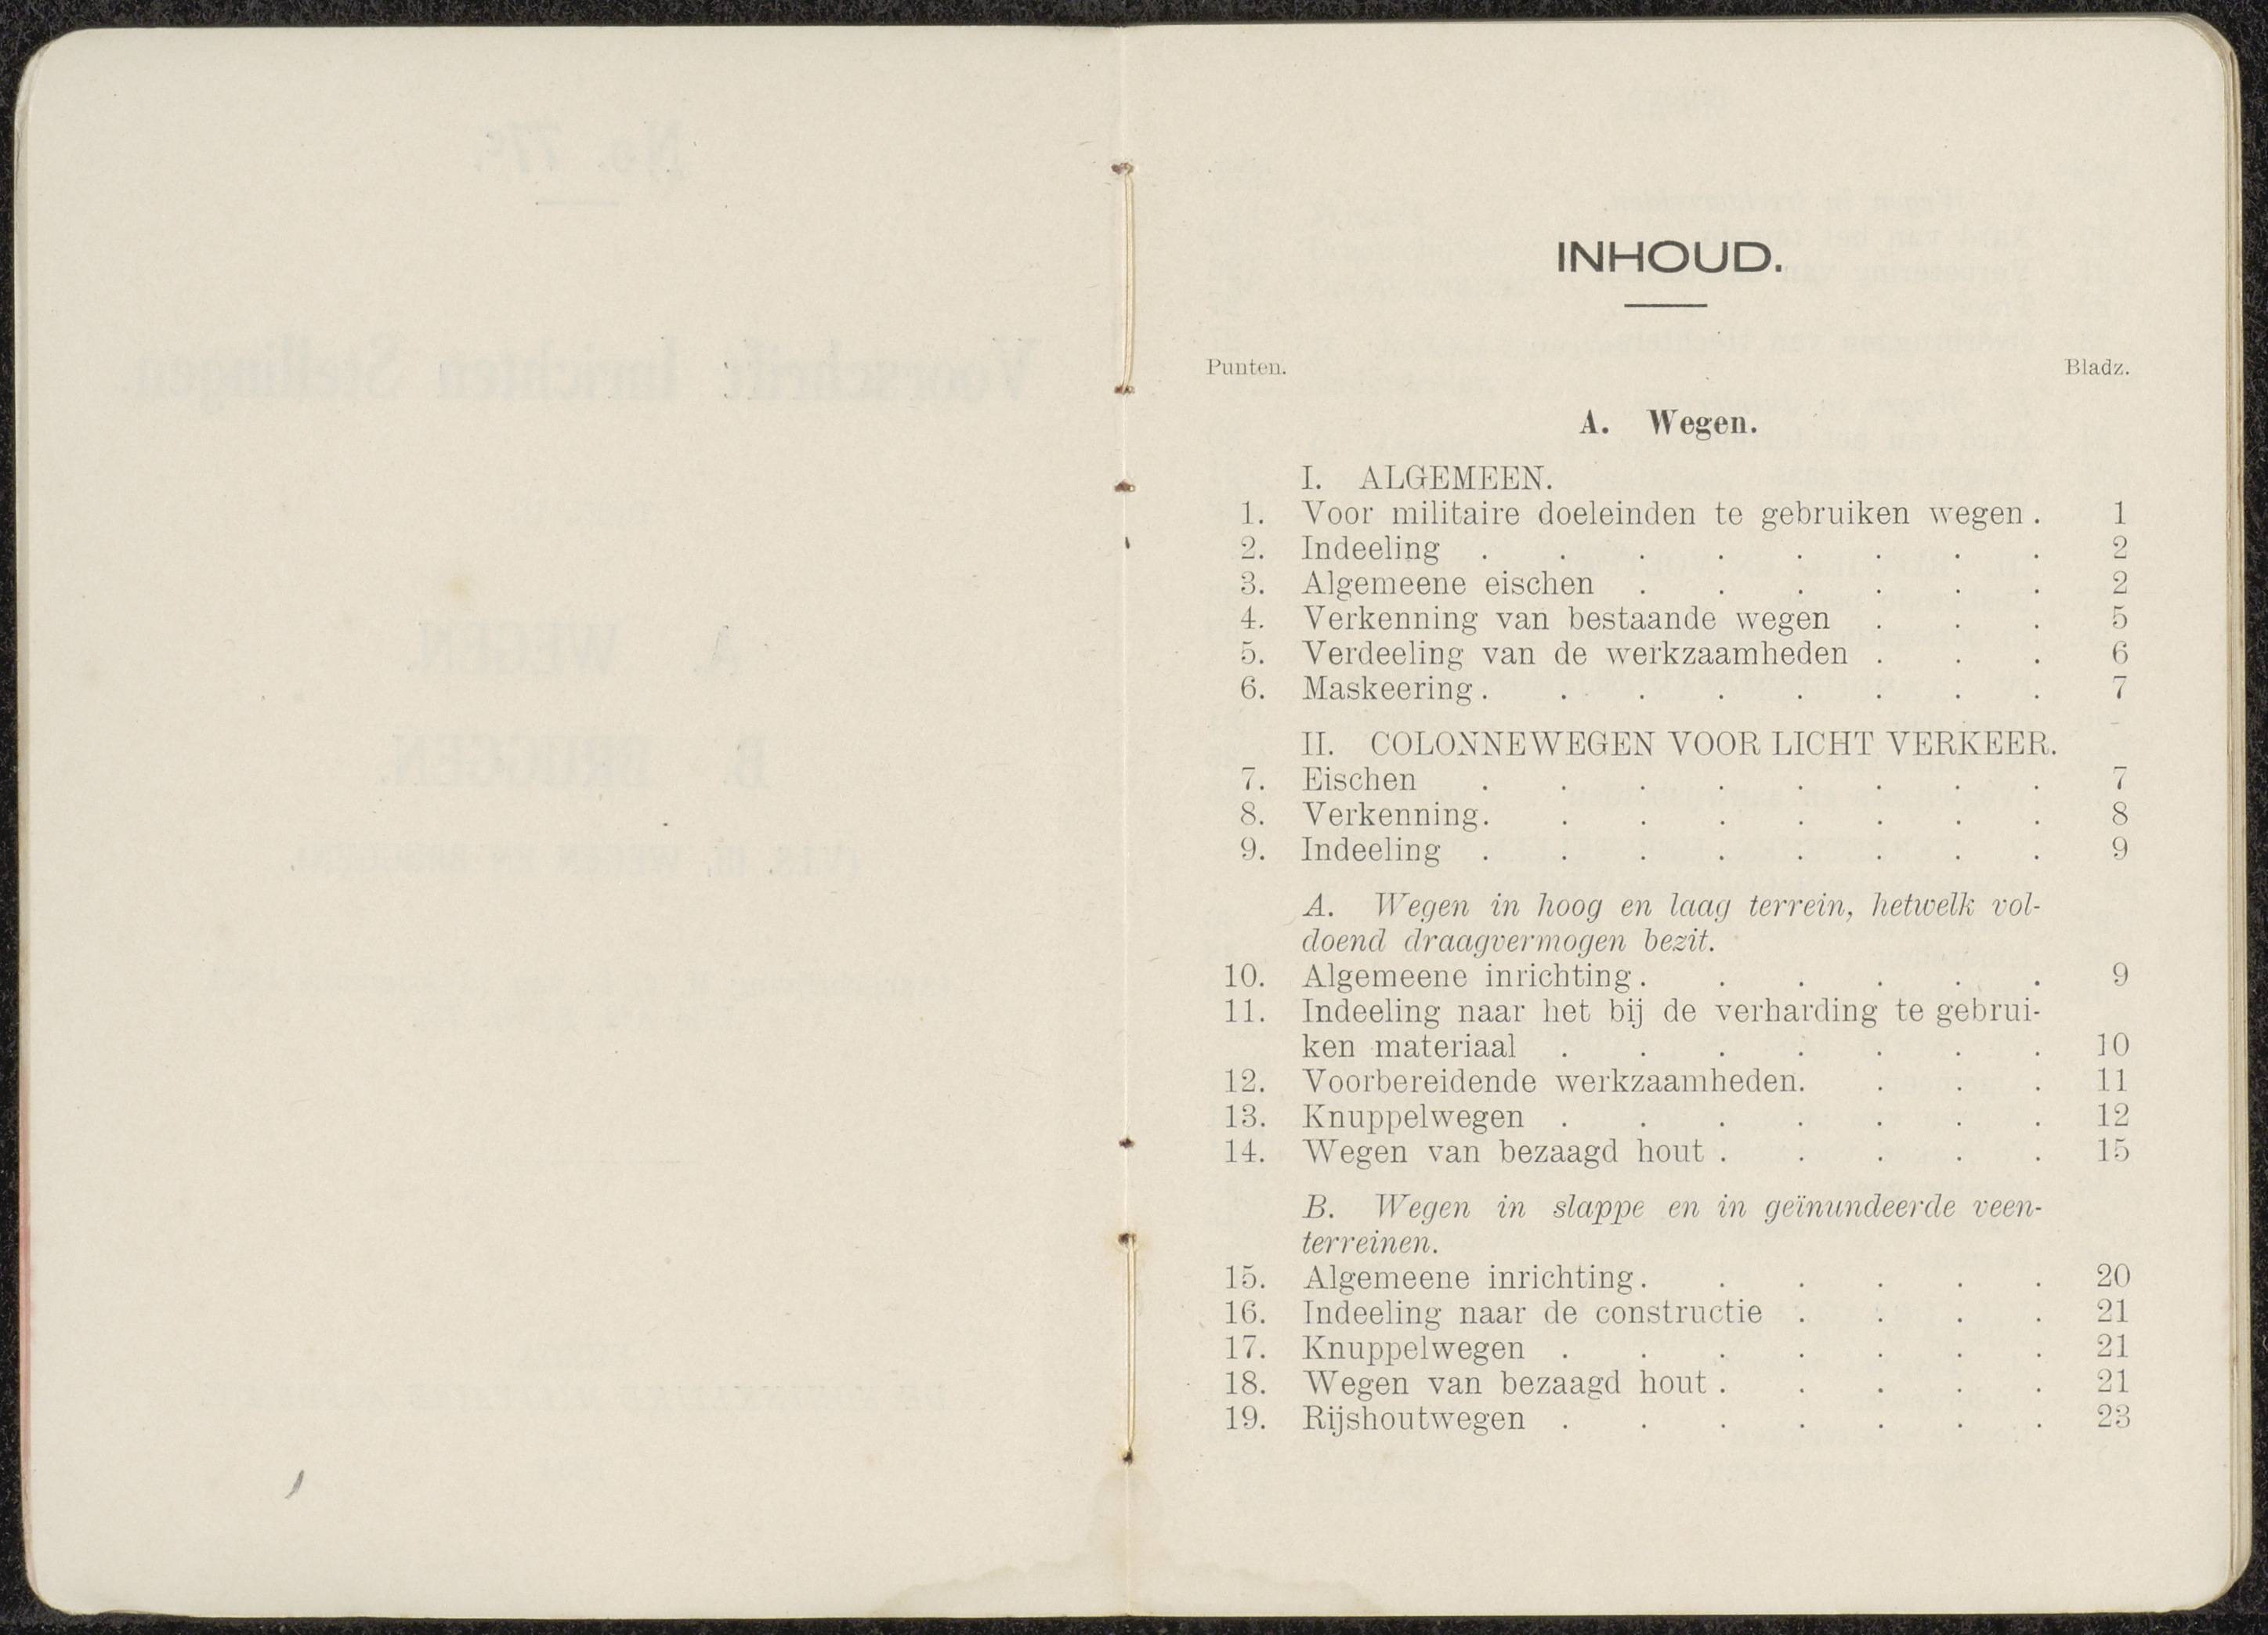 INHOUD.
Punten. Bladz.
A. Wegen.
I. ALGEMEEN.
1. Voor militaire doeleinden te gebruiken wegen. 1
2. Indeeling . . . . . . . . 2
3. Algemeene eischen . . . . . . 2
4. Verkenning van bestaande wegen . . . 5
5. Verdeeling van de werkzaamheden . . . 6
6. Maskeering. . . . . . . . 7
II. COLONNEWEGEN VOOR LICHT VERKEER.
7. Eischen . . . . . . . . 7
8. Verkenning. . . . . . . . 8
9. Indeeling . . . . . . . . 9
A. Wegen in hoog en laag terrein, hetwelk vol-
doend draagvermogen bezit.
10. Algemeene inrichting. . . . . . 9
11. Indeeling naar het bij de verharding te gebrui-
ken materiaal . . . . . . . 10
12. Voorbereidende werkzaamheden. . . . 11
13. Knuppelwegen . . . . . . . 12
14. Wegen van bezaagd hout . . . . . 15
B. Wegen in slappe en in geïnundeerde veen-
terreinen.
15. Algemeene inrichting. . . . . . 20
16. Indeeling naar de constructie . . . . 21
17. Knuppelwegen . . . . . . . 21
18. Wegen van bezaagd hout . . . . . 21
19. Rijshoutwegen . . . . . . . 23